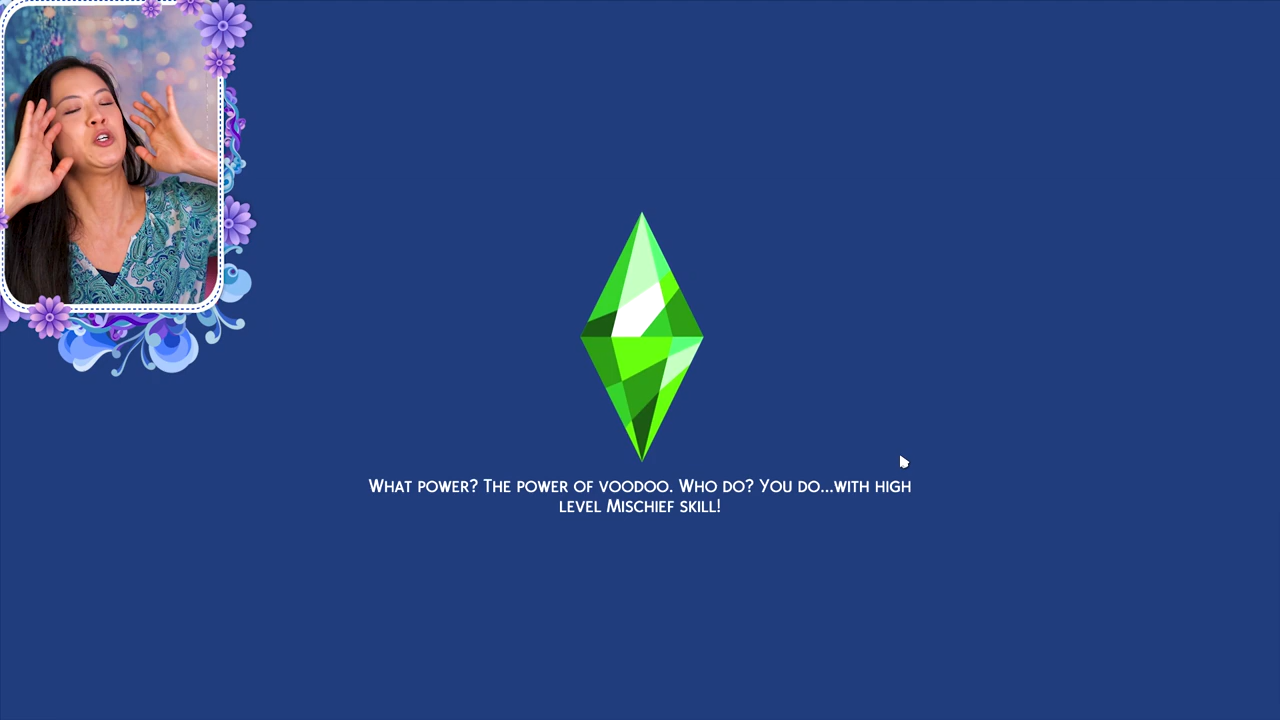 What power? The power of voodoo. Who do? You do...with high
level Mischief skill!